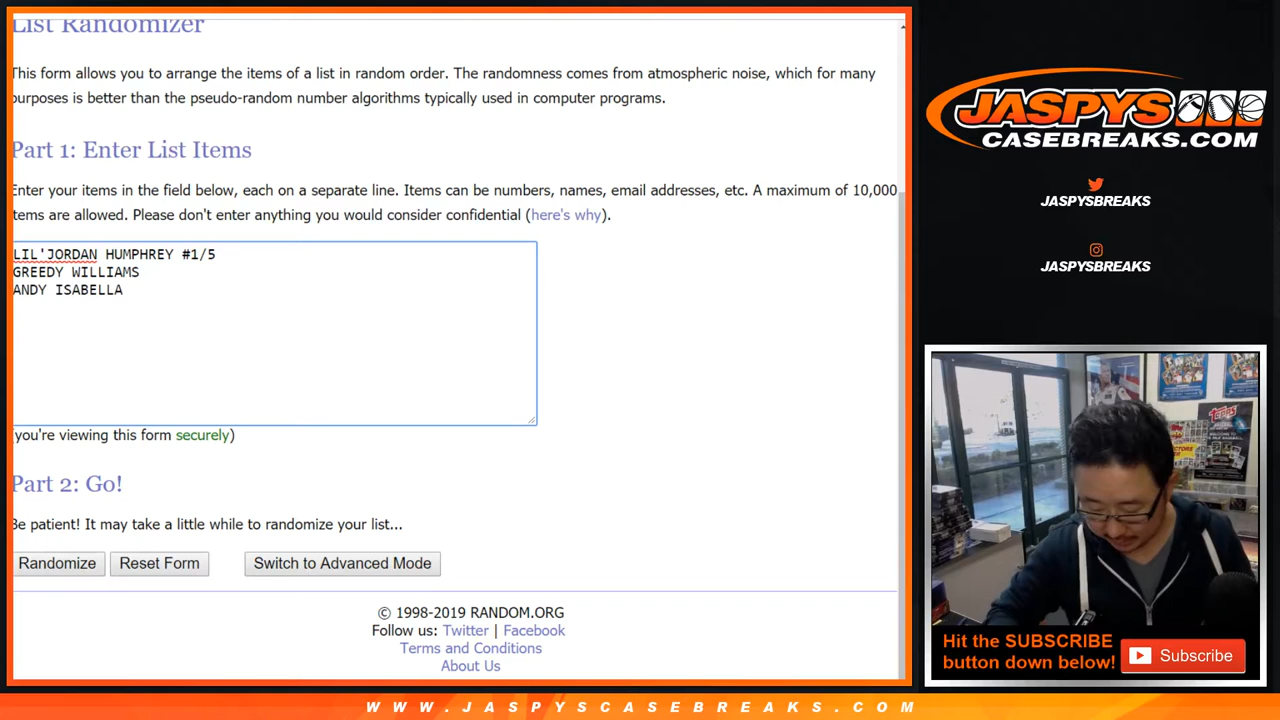 List Randomizer
This form allows you to arrange the items of a list in random order. The randomness comes from atmospheric noise, which for many
purposes is better than the pseudo-random number algorithms typically used in computer programs.
Part 1: Enter List Items
Enter your items in the field below, each on a separate line. Items can be numbers, names, email addresses, etc. A maximum of 10,000
items are allowed. Please don't enter anything you would consider confidential (here's why).
LIL'JORDAN HUMPHREY #1/5
GREEDY WILLIAMS
ANDY ISABELLA
(you're viewing this form securely)
Part 2: Go!
Be patient! It may take a little while to randomize your list...
Randomize
Reset Form
Switch to Advanced Mode
© 1998-2019 RANDOM.ORG
Follow us: Twitter | Facebook
Terms and Conditions
About Us
JASPYS
CASEBREAKS.COM
JASPYSBREAKS
JASPYSBREAKS
Topps
Hit the SUBSCRIBE
button down below!
Subscribe
WWW.JASPYSCASEBREAKS.COM